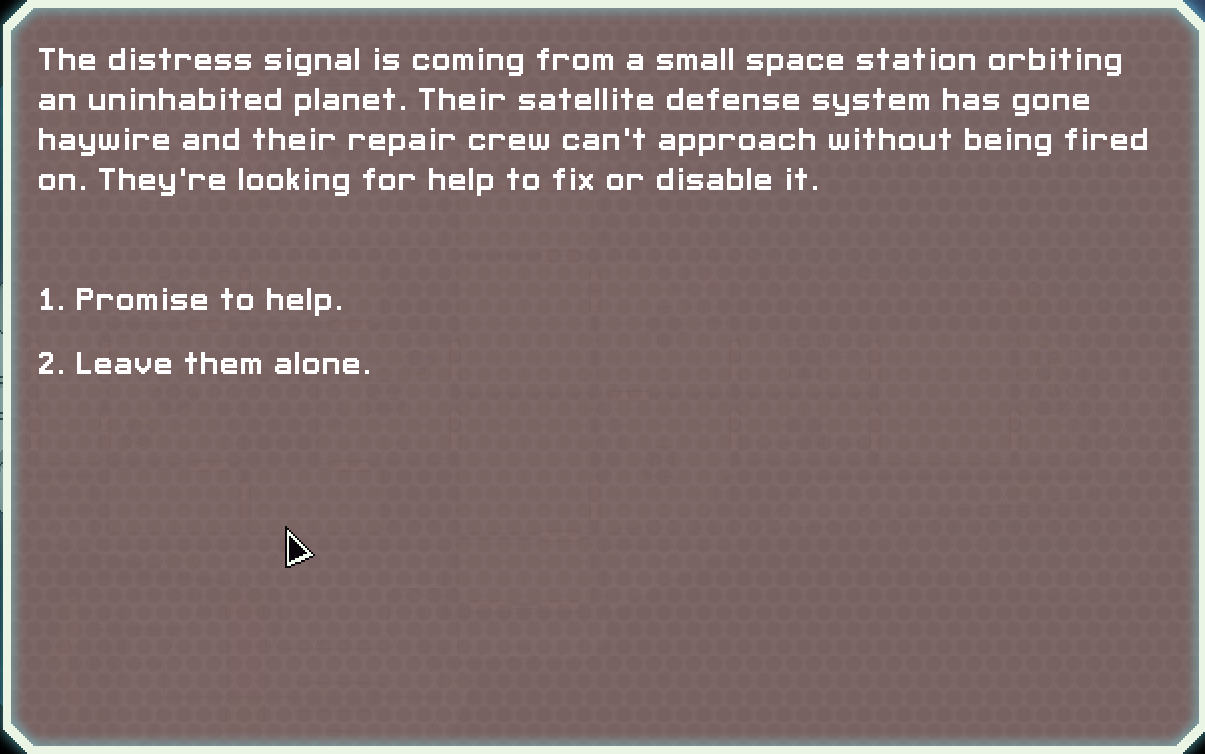 The distress signal is coming from a small space station orbiting
an uninhabited planet. Their satellite defense system has gone
haywire and their repair crew can't approach without being fired
on. They're looking for help to fix or disable it.
1. Promise to help.
2. Leave them alone.